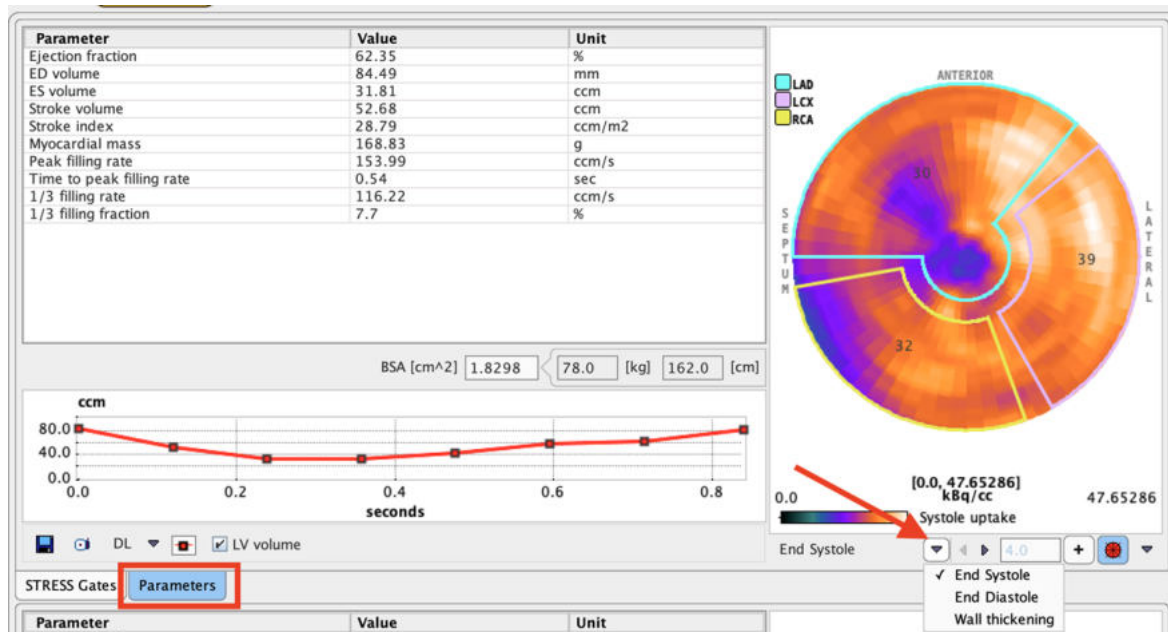 Parameter Value Unit
Ejection fraction 62.35 %
ED volume 84.49 mm
ES volume 31.81 ccm
Stroke volume 52.68 ccm
Stroke index 28.79 ccm/m2
Myocardial mass 168.83 g
Peak filling rate 153.99 ccm/s
Time to peak filling rate 0.54 sec
1/3 filling rate 116.22 ccm/s
1/3 filling fraction 7.7 %
BSA [cm^2] 1.8298 78.0 [kg] 162.0 [cm]
ccm
80.0
40.0
0.0
0.0 0.2 0.4 0.6 0.8
seconds
DL LV volume
STRESS Gates Parameters
Parameter Value Unit
LAD
LCX
RCA
ANTERIOR
SEPTUM
LATERAL
30
39
32
[0.0, 47.65286]
0.0 kBq/cc 47.65286
Systole uptake
End Systole 4.0 +
✓ End Systole
End Diastole
Wall thickening